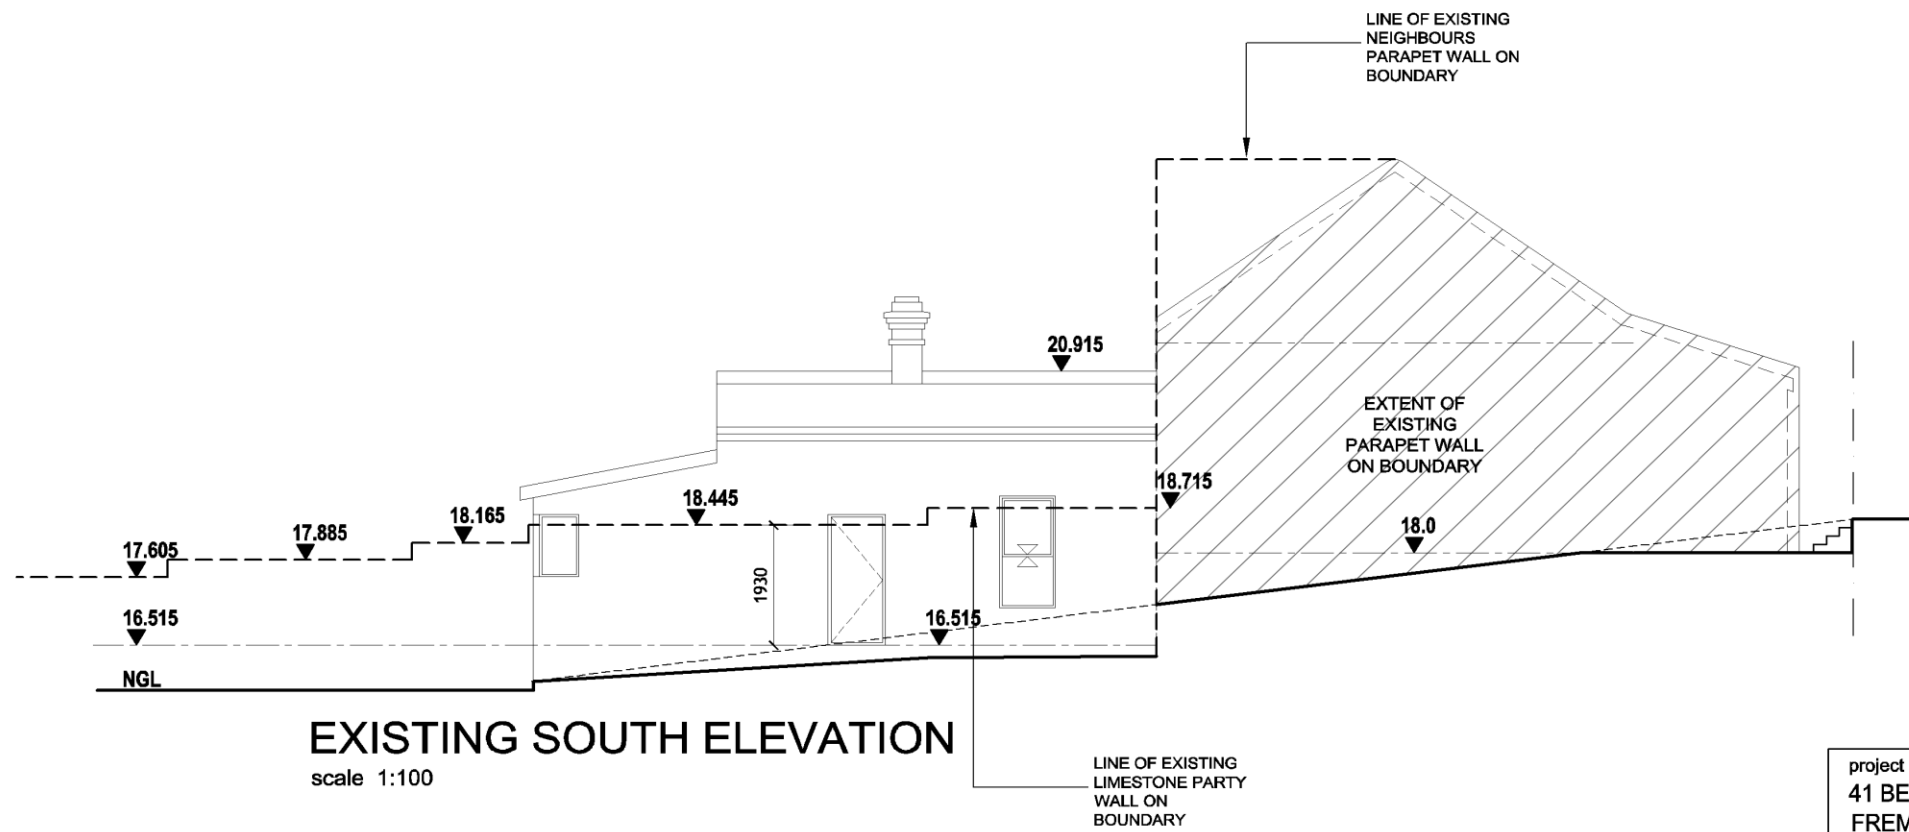 LINE OF EXISTING
NEIGHBOURS
PARAPET WALL ON
BOUNDARY
20.915
EXTENT OF
EXISTING
PARAPET WALL
ON BOUNDARY
18.715
18.445
18.165
17.885
17.605
18.0
1930
16.515
16.515
NGL
EXISTING SOUTH ELEVATION
scale 1:100
LINE OF EXISTING
LIMESTONE PARTY
WALL ON
BOUNDARY
project
41 BE
FREM